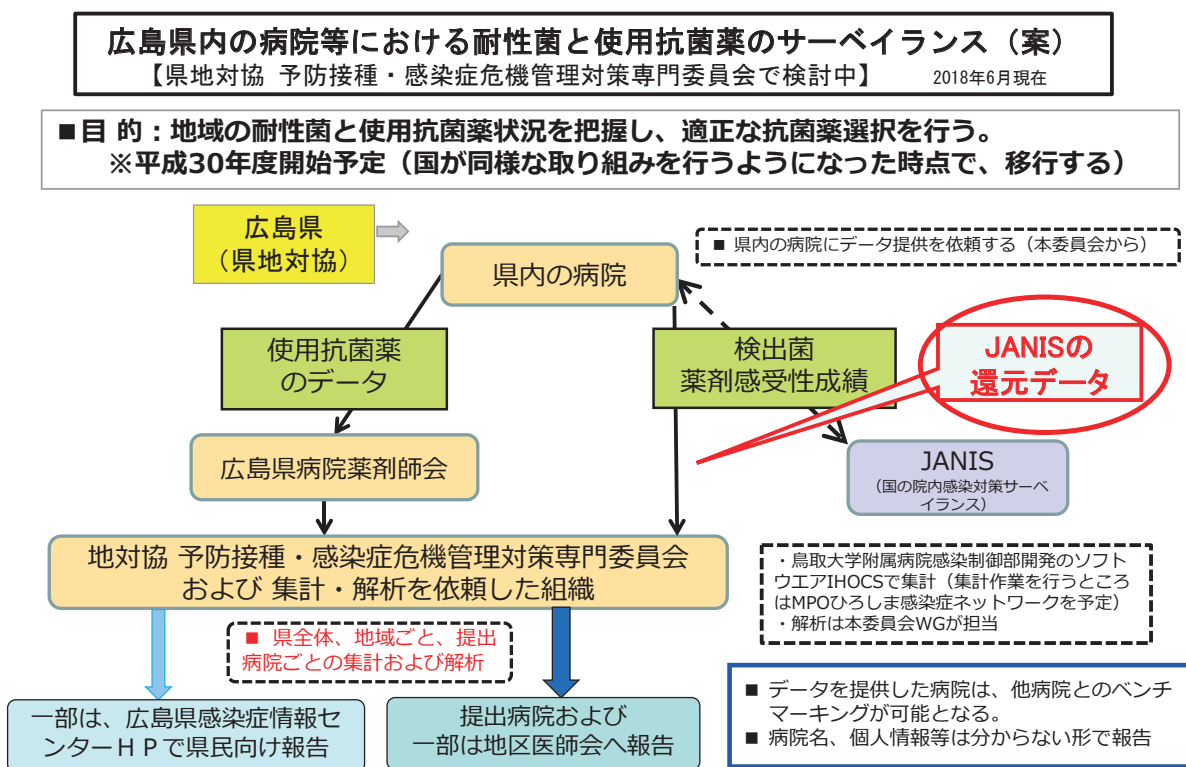 広島県内の病院等における耐性菌と使用抗菌薬のサーベイランス（案）
【県地対協 予防接種・感染症危機管理対策専門委員会で検討中】 2018年6月現在
■目 的：地域の耐性菌と使用抗菌薬状況を把握し、適正な抗菌薬選択を行う。
※平成30年度開始予定（国が同様な取り組みを行うようになった時点で、移行する）
広島県
（県地対協）
■ 県内の病院にデータ提供を依頼する（本委員会から）
県内の病院
使用抗菌薬
のデータ
検出菌
薬剤感受性成績
JANISの
還元データ
広島県病院薬剤師会
JANIS
（国の院内感染対策サーベ
イランス）
地対協 予防接種・感染症危機管理対策専門委員会
および 集計・解析を依頼した組織
・鳥取大学附属病院感染制御部開発のソフト
ウエアIHOCSで集計（集計作業を行うところ
はMPOひろしま感染症ネットワークを予定）
・解析は本委員会WGが担当
■ 県全体、地域ごと、提出
病院ごとの集計および解析
一部は、広島県感染症情報セ
ンターＨＰで県民向け報告
提出病院および
一部は地区医師会へ報告
■ データを提供した病院は、他病院とのベンチ
マーキングが可能となる。
■ 病院名、個人情報等は分からない形で報告